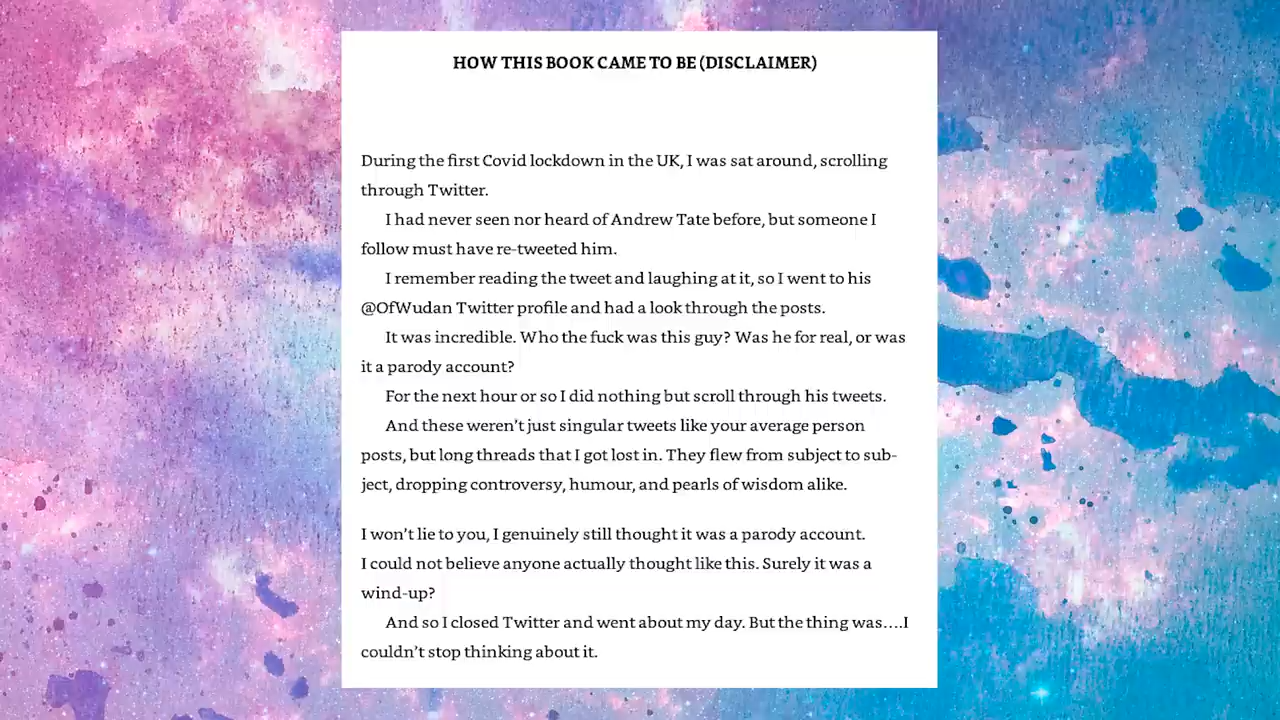 HOW THIS BOOK CAME TO BE (DISCLAIMER)
During the first Covid lockdown in the UK, I was sat around, scrolling
through Twitter.
I had never seen nor heard of Andrew Tate before, but someone I
follow must have re-tweeted him.
I remember reading the tweet and laughing at it, so I went to his
@OfWudan Twitter profile and had a look through the posts.
It was incredible. Who the fuck was this guy? Was he for real, or was
it a parody account?
For the next hour or so I did nothing but scroll through his tweets.
And these weren't just singular tweets like your average person
posts, but long threads that I got lost in. They flew from subject to sub-
ject, dropping controversy, humour, and pearls of wisdom alike.
I won't lie to you, I genuinely still thought it was a parody account.
I could not believe anyone actually thought like this. Surely it was a
wind-up?
And so I closed Twitter and went about my day. But the thing was....I
couldn't stop thinking about it.